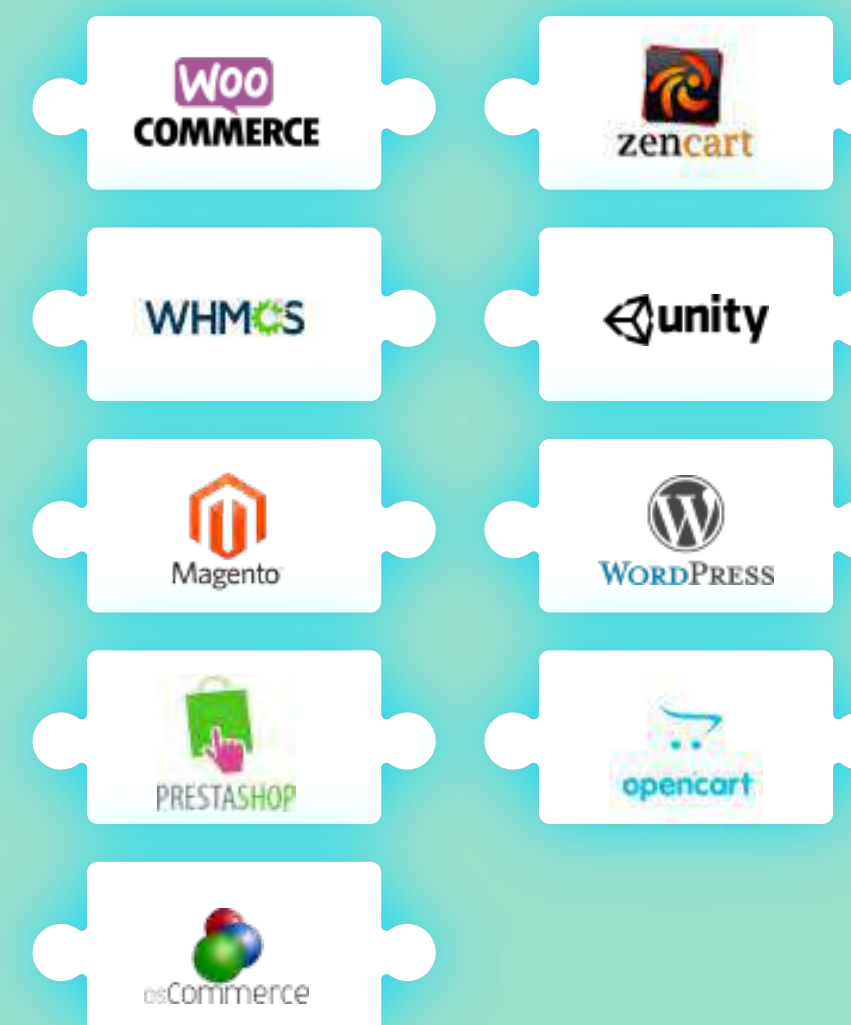 Woo
COMMERCE
zencart
WHMCS
unity
Magento
WORDPRESS
PRESTASHOP
opencart
osCommerce